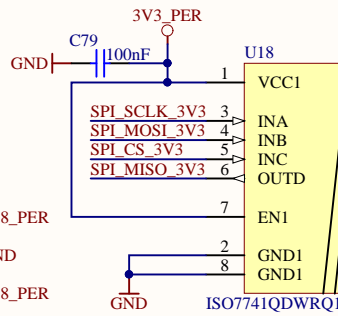 3V3_PER
C79
100nF
GND
U18
1 VCC1
SPI_SCLK_3V3 3 INA
SPI_MOSI_3V3 4 INB
SPI_CS_3V3 5 INC
SPI_MISO_3V3 6 OUTD
7 EN1
8_PER
2 GND1
ND
8 GND1
8_PER
GND
ISO7741QDWRQ1